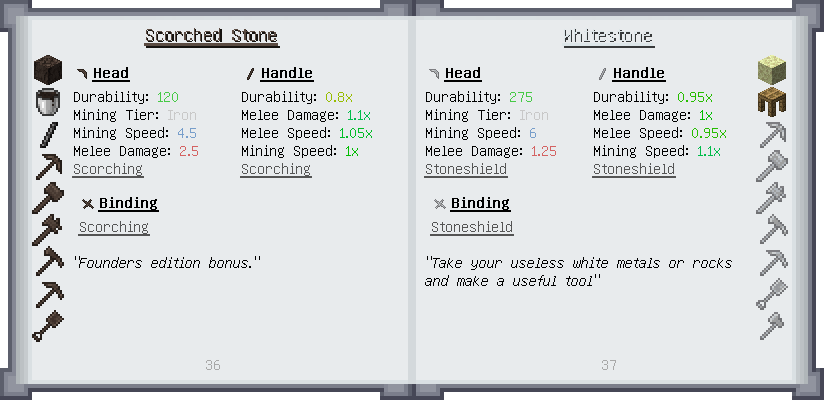 Scorched Stone
Head
Durability: 120
Mining Tier: Iron
Mining Speed: 4.5
Melee Damage: 2.5
Scorching
Handle
Durability: 0.8x
Melee Damage: 1.1x
Melee Speed: 1.05x
Mining Speed: 1x
Scorching
Binding
Scorching
"Founders edition bonus."
36
Whitestone
Head
Durability: 275
Mining Tier: Iron
Mining Speed: 6
Melee Damage: 1.25
Stoneshield
Handle
Durability: 0.95x
Melee Damage: 1x
Melee Speed: 0.95x
Mining Speed: 1.1x
Stoneshield
Binding
Stoneshield
"Take your useless white metals or rocks
and make a useful tool"
37